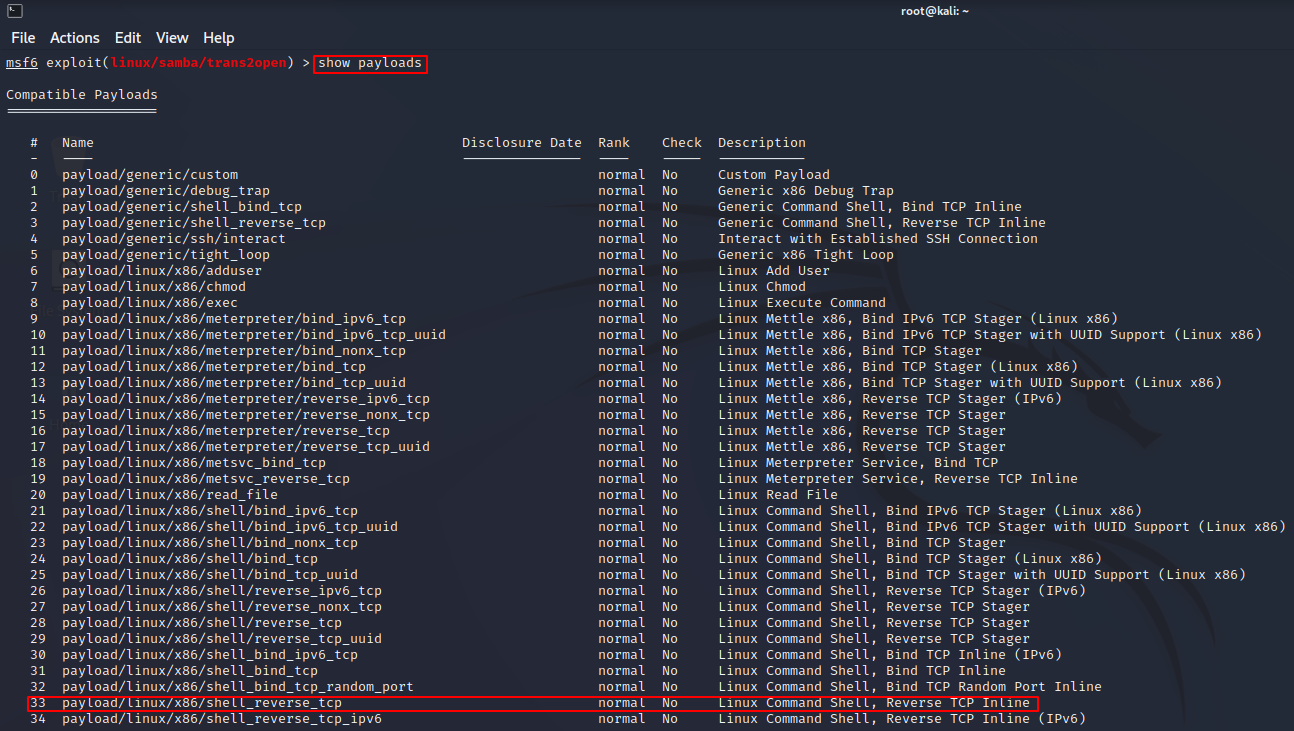 root@kali: ~
File Actions Edit View Help
msf6 exploit(linux/samba/trans2open) > show payloads
Compatible Payloads
===================
# Name Disclosure Date Rank Check Description
- ---- --------------- ---- ----- -----------
0 payload/generic/custom normal No Custom Payload
1 payload/generic/debug_trap normal No Generic x86 Debug Trap
2 payload/generic/shell_bind_tcp normal No Generic Command Shell, Bind TCP Inline
3 payload/generic/shell_reverse_tcp normal No Generic Command Shell, Reverse TCP Inline
4 payload/generic/ssh/interact normal No Interact with Established SSH Connection
5 payload/generic/tight_loop normal No Generic x86 Tight Loop
6 payload/linux/x86/adduser normal No Linux Add User
7 payload/linux/x86/chmod normal No Linux Chmod
8 payload/linux/x86/exec normal No Linux Execute Command
9 payload/linux/x86/meterpreter/bind_ipv6_tcp normal No Linux Mettle x86, Bind IPv6 TCP Stager (Linux x86)
10 payload/linux/x86/meterpreter/bind_ipv6_tcp_uuid normal No Linux Mettle x86, Bind IPv6 TCP Stager with UUID Support (Linux x86)
11 payload/linux/x86/meterpreter/bind_nonx_tcp normal No Linux Mettle x86, Bind TCP Stager
12 payload/linux/x86/meterpreter/bind_tcp normal No Linux Mettle x86, Bind TCP Stager (Linux x86)
13 payload/linux/x86/meterpreter/bind_tcp_uuid normal No Linux Mettle x86, Bind TCP Stager with UUID Support (Linux x86)
14 payload/linux/x86/meterpreter/reverse_ipv6_tcp normal No Linux Mettle x86, Reverse TCP Stager (IPv6)
15 payload/linux/x86/meterpreter/reverse_nonx_tcp normal No Linux Mettle x86, Reverse TCP Stager
16 payload/linux/x86/meterpreter/reverse_tcp normal No Linux Mettle x86, Reverse TCP Stager
17 payload/linux/x86/meterpreter/reverse_tcp_uuid normal No Linux Mettle x86, Reverse TCP Stager
18 payload/linux/x86/metsvc_bind_tcp normal No Linux Meterpreter Service, Bind TCP
19 payload/linux/x86/metsvc_reverse_tcp normal No Linux Meterpreter Service, Reverse TCP Inline
20 payload/linux/x86/read_file normal No Linux Read File
21 payload/linux/x86/shell/bind_ipv6_tcp normal No Linux Command Shell, Bind IPv6 TCP Stager (Linux x86)
22 payload/linux/x86/shell/bind_ipv6_tcp_uuid normal No Linux Command Shell, Bind IPv6 TCP Stager with UUID Support (Linux x86)
23 payload/linux/x86/shell/bind_nonx_tcp normal No Linux Command Shell, Bind TCP Stager
24 payload/linux/x86/shell/bind_tcp normal No Linux Command Shell, Bind TCP Stager (Linux x86)
25 payload/linux/x86/shell/bind_tcp_uuid normal No Linux Command Shell, Bind TCP Stager with UUID Support (Linux x86)
26 payload/linux/x86/shell/reverse_ipv6_tcp normal No Linux Command Shell, Reverse TCP Stager (IPv6)
27 payload/linux/x86/shell/reverse_nonx_tcp normal No Linux Command Shell, Reverse TCP Stager
28 payload/linux/x86/shell/reverse_tcp normal No Linux Command Shell, Reverse TCP Stager
29 payload/linux/x86/shell/reverse_tcp_uuid normal No Linux Command Shell, Reverse TCP Stager
30 payload/linux/x86/shell_bind_ipv6_tcp normal No Linux Command Shell, Bind TCP Inline (IPv6)
31 payload/linux/x86/shell_bind_tcp normal No Linux Command Shell, Bind TCP Inline
32 payload/linux/x86/shell_bind_tcp_random_port normal No Linux Command Shell, Bind TCP Random Port Inline
33 payload/linux/x86/shell_reverse_tcp normal No Linux Command Shell, Reverse TCP Inline
34 payload/linux/x86/shell_reverse_tcp_ipv6 normal No Linux Command Shell, Reverse TCP Inline (IPv6)